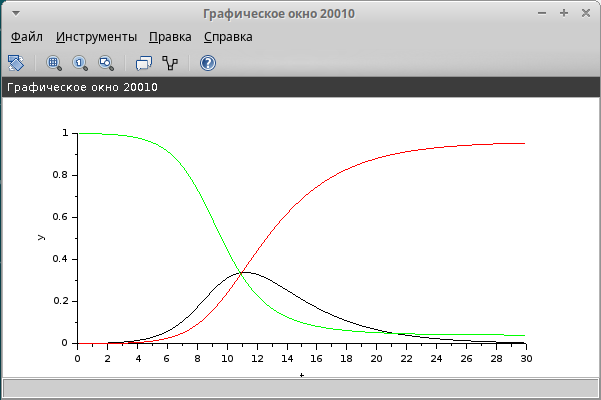 Графическое окно 20010
Файл Инструменты Правка Справка
Графическое окно 20010
1
0.8
0.6
0.4
0.2
0
y
0 2 4 6 8 10 12 14 16 18 20 22 24 26 28 30
t